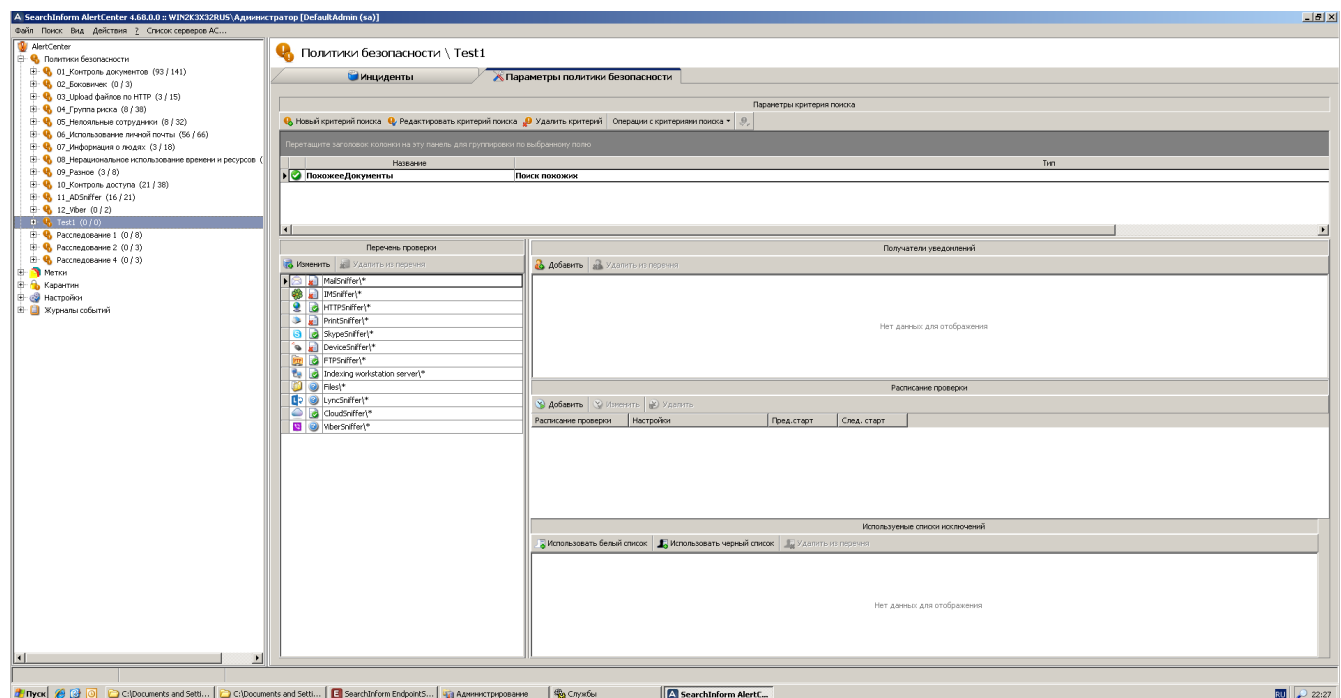 SearchInform AlertCenter 4.68.0.0 :: WIN2K3X32RUS\Администратор [DefaultAdmin (sa)]
Файл Поиск Вид Действия ? Список серверов AC...
AlertCenter
Политики безопасности
01_Контроль документов (93 / 141)
02_Боковичек (0 / 3)
03_Upload файлов по HTTP (3 / 15)
04_Группа риска (8 / 38)
05_Нелояльные сотрудники (8 / 32)
06_Использование личной почты (56 / 66)
07_Информация о людях (3 / 18)
08_Нерациональное использование времени и ресурсов (
09_Разное (3 / 8)
10_Контроль доступа (21 / 38)
11_ADSniffer (16 / 21)
12_Viber (0 / 2)
Test1 (0 / 0)
Расследование 1 (0 / 8)
Расследование 2 (0 / 3)
Расследование 4 (0 / 3)
Метки
Карантин
Настройки
Журналы событий
Политики безопасности \ Test1
Инциденты Параметры политики безопасности
Параметры критерия поиска
Новый критерий поиска Редактировать критерий поиска Удалить критерий Операции с критериями поиска
Перетащите заголовок колонки на эту панель для группировки по выбранному полю
Название Тип
ПохожееДокументы Поиск похожих
Перечень проверки
Изменить Удалить из перечня
MailSniffer\*
IMSniffer\*
HTTPSniffer\*
PrintSniffer\*
SkypeSniffer\*
DeviceSniffer\*
FTPSniffer\*
Indexing workstation server\*
Files\*
LyncSniffer\*
CloudSniffer\*
ViberSniffer\*
Получатели уведомлений
Добавить Удалить из перечня
Нет данных для отображения
Расписание проверки
Добавить Изменить Удалить
Расписание проверки Настройки Пред.старт След. старт
Используемые списки исключений
Использовать белый список Использовать черный список Удалить из перечня
Нет данных для отображения
Пуск C:\Documents and Setti... C:\Documents and Setti... SearchInform EndpointS... Администрирование Службы SearchInform AlertC... RU 22:27